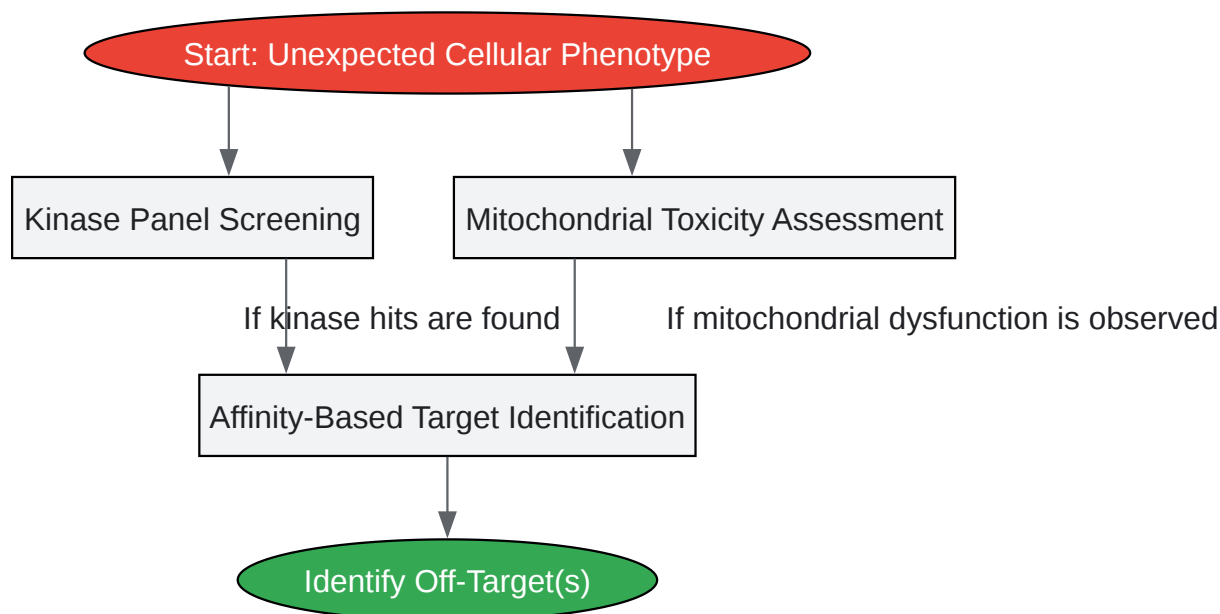 Start: Unexpected Cellular Phenotype
Kinase Panel Screening
Mitochondrial Toxicity Assessment
If kinase hits are found
If mitochondrial dysfunction is observed
Affinity-Based Target Identification
Identify Off-Target(s)